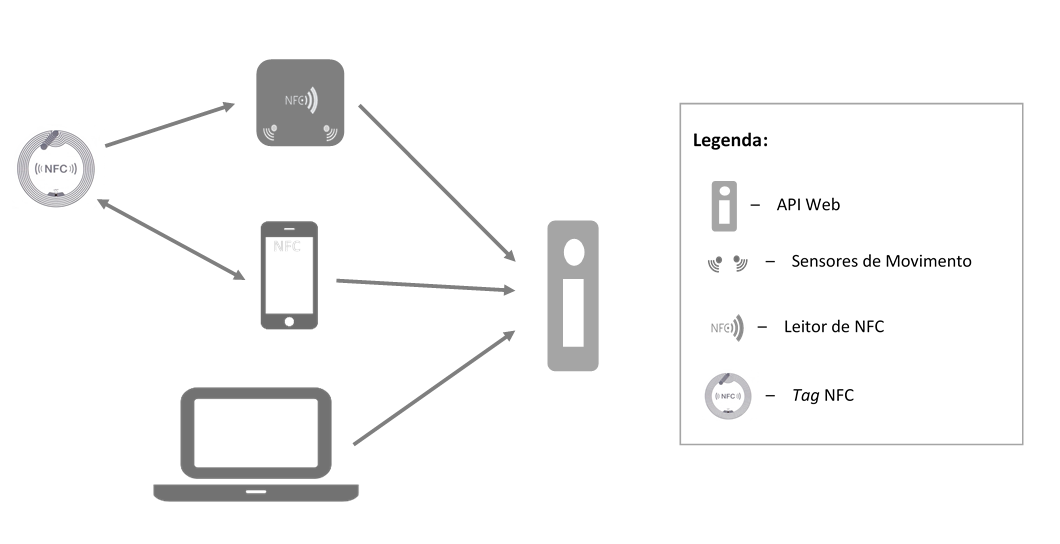 NFC
NFC
NFC
Legenda:
– API Web
– Sensores de Movimento
NFC – Leitor de NFC
NFC – Tag NFC